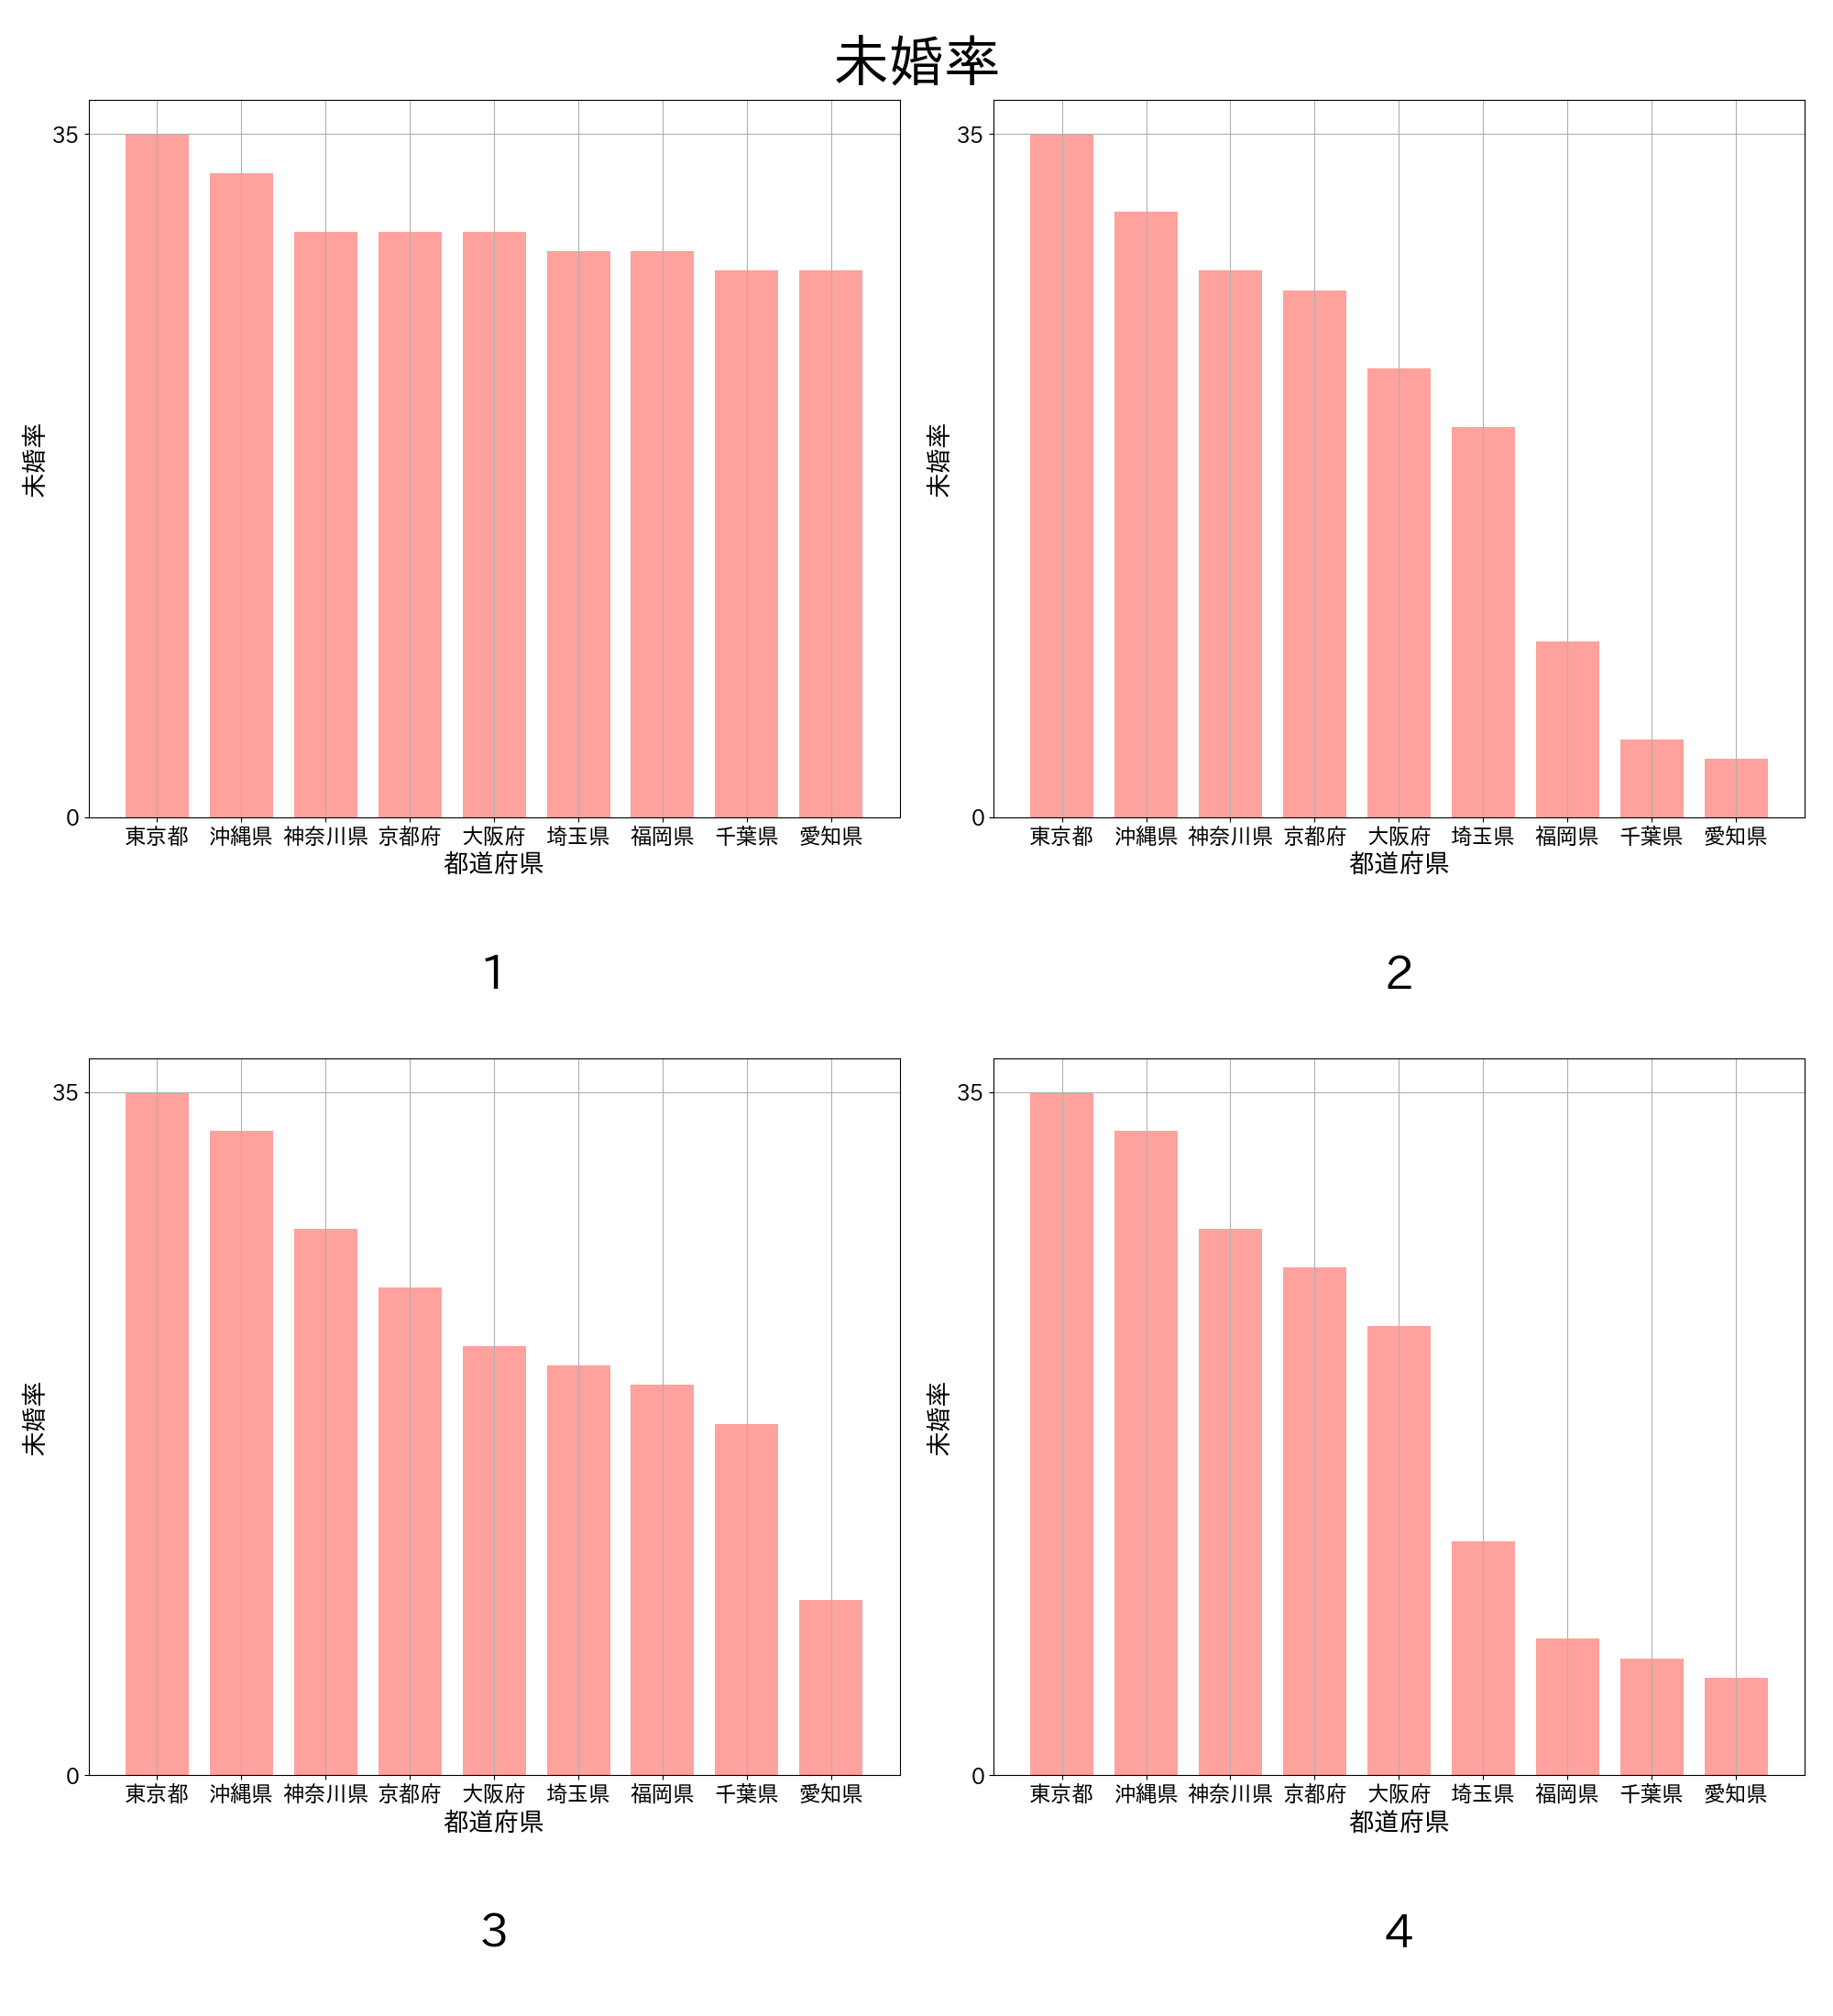 未婚率
35
0
未婚率
東京都 沖縄県 神奈川県 京都府 大阪府 埼玉県 福岡県 千葉県 愛知県
都道府県
1
35
0
未婚率
東京都 沖縄県 神奈川県 京都府 大阪府 埼玉県 福岡県 千葉県 愛知県
都道府県
2
35
0
未婚率
東京都 沖縄県 神奈川県 京都府 大阪府 埼玉県 福岡県 千葉県 愛知県
都道府県
3
35
0
未婚率
東京都 沖縄県 神奈川県 京都府 大阪府 埼玉県 福岡県 千葉県 愛知県
都道府県
4